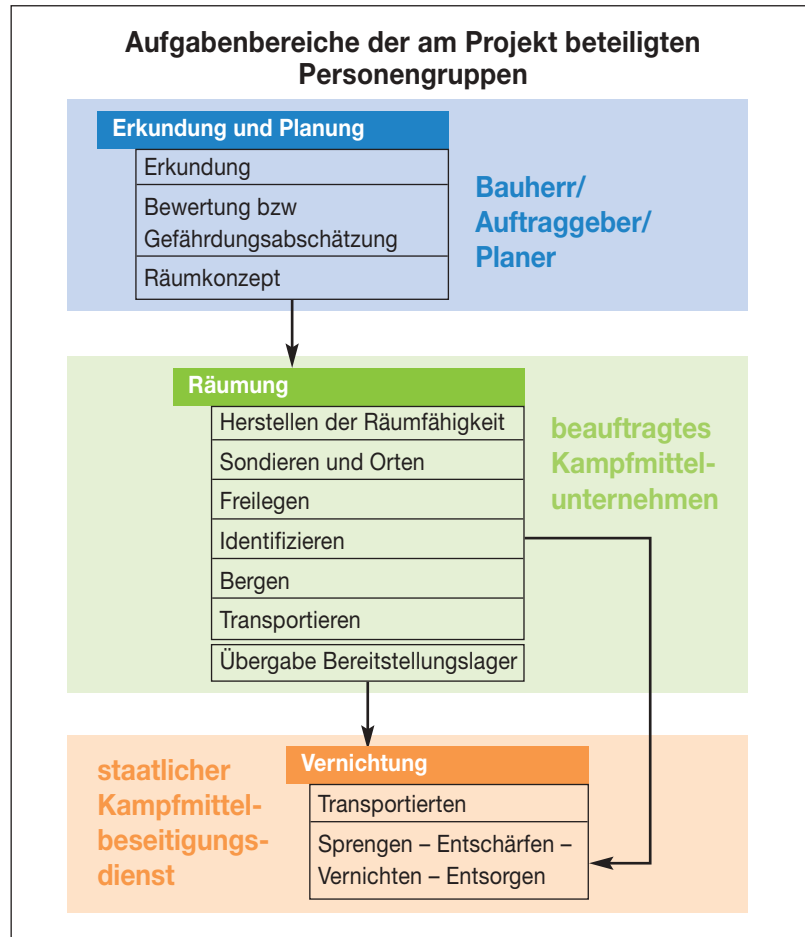 Aufgabenbereiche der am Projekt beteiligten
Personengruppen
Erkundung und Planung
Erkundung
Bewertung bzw
Gefährdungsabschätzung
Räumkonzept
Bauherr/
Auftraggeber/
Planer
Räumung
Herstellen der Räumfähigkeit
Sondieren und Orten
Freilegen
Identifizieren
Bergen
Transportieren
Übergabe Bereitstellungslager
beauftragtes
Kampfmittel-
unternehmen
staatlicher
Kampfmittel-
beseitigungs-
dienst
Vernichtung
Transportierten
Sprengen – Entschärfen –
Vernichten – Entsorgen